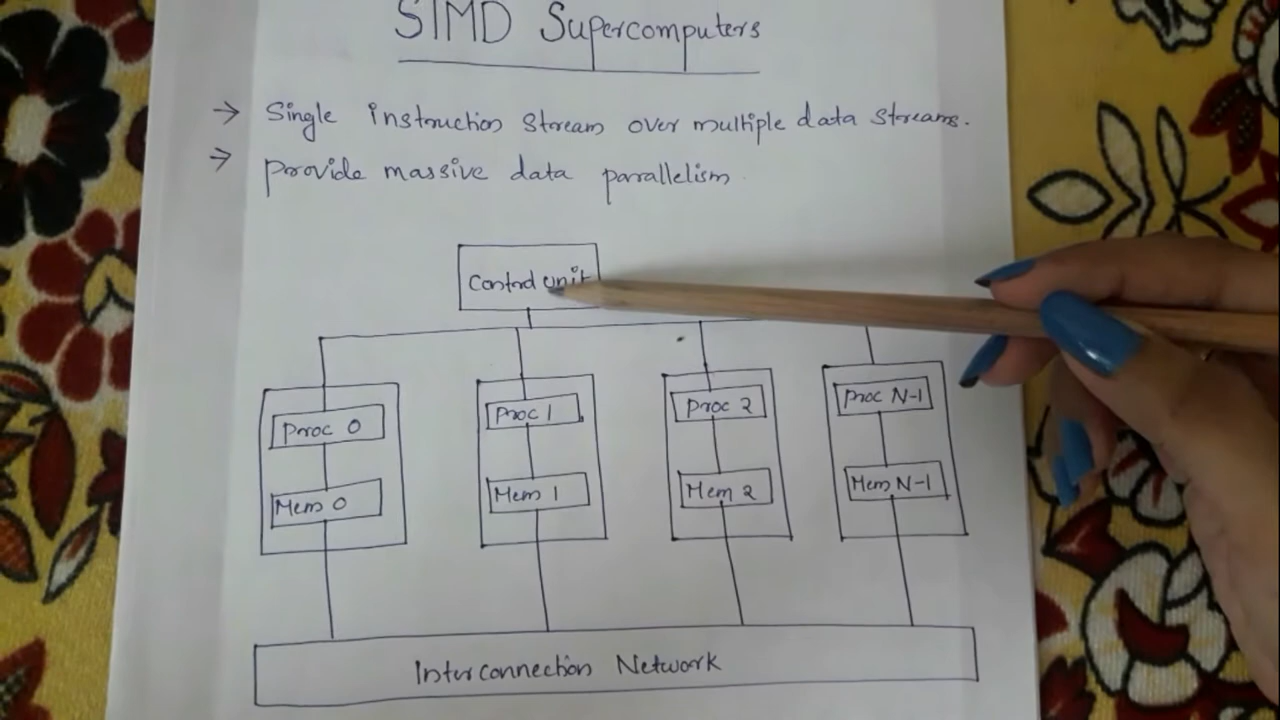 SIMD Supercomputers
→ Single instruction stream over multiple data streams.
→ provide massive data parallelism.
Control unit
Proc 0
Proc 1
Proc 2
Proc N-1
Mem 0
Mem 1
Mem 2
Mem N-1
Interconnection Network